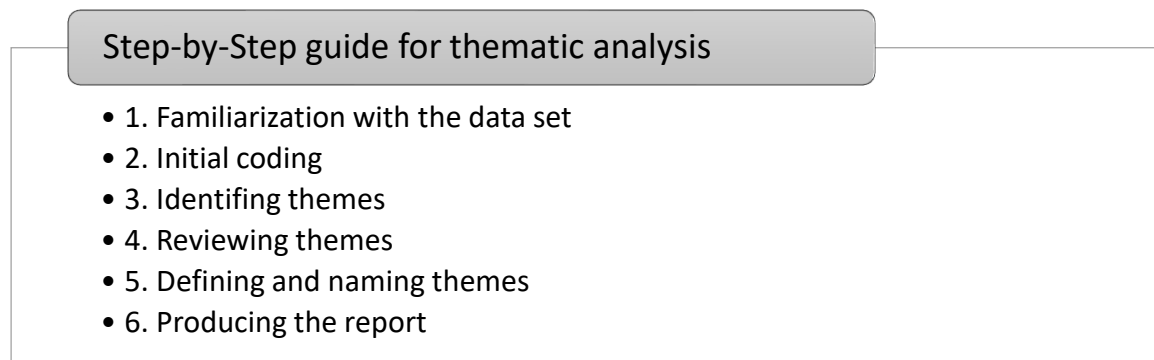 Step-by-Step guide for thematic analysis
• 1. Familiarization with the data set
• 2. Initial coding
• 3. Identifing themes
• 4. Reviewing themes
• 5. Defining and naming themes
• 6. Producing the report